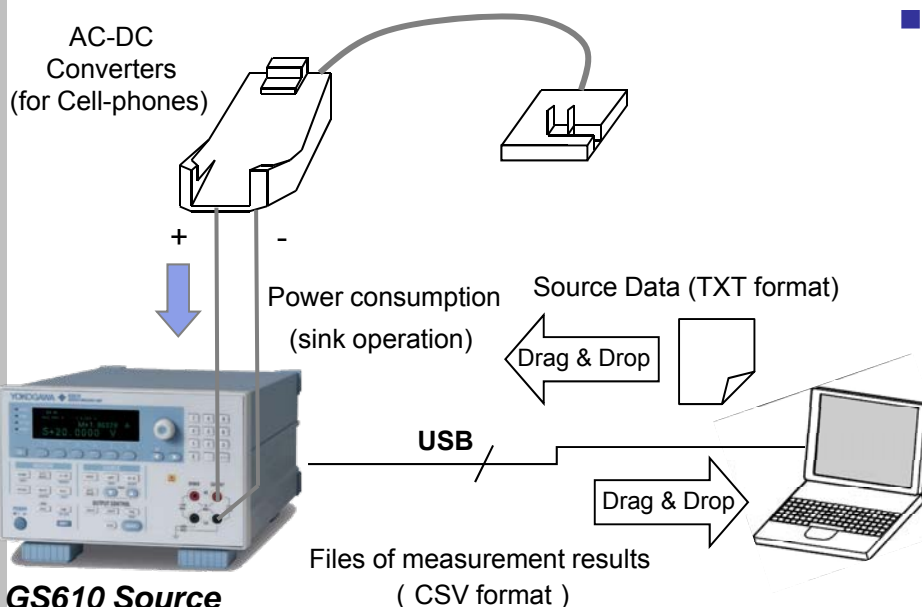 AC-DC
Converters
(for Cell-phones)
+ -
Power consumption
(sink operation)
Source Data (TXT format)
Drag & Drop
YOKOGAWA
USB
Drag & Drop
Files of measurement results
( CSV format )
GS610 Source